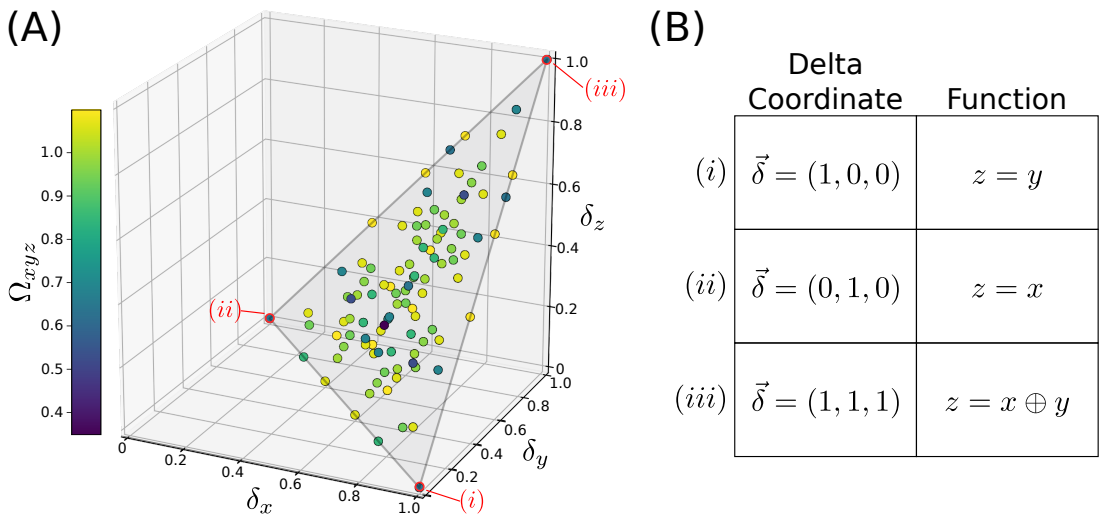 (A)
1.0
0.9
0.8
0.7
0.6
0.5
0.4
Ω_{xyz}
(iii)
(ii)
(i)
0
0.2
0.4
0.6
0.8
1.0
δ_x
0.2
0.4
0.6
0.8
1.0
δ_y
0
0.2
0.4
0.6
0.8
1.0
δ_z
(B)
Delta
Coordinate Function
(i) δ⃗ = (1, 0, 0) z = y
(ii) δ⃗ = (0, 1, 0) z = x
(iii) δ⃗ = (1, 1, 1) z = x ⊕ y